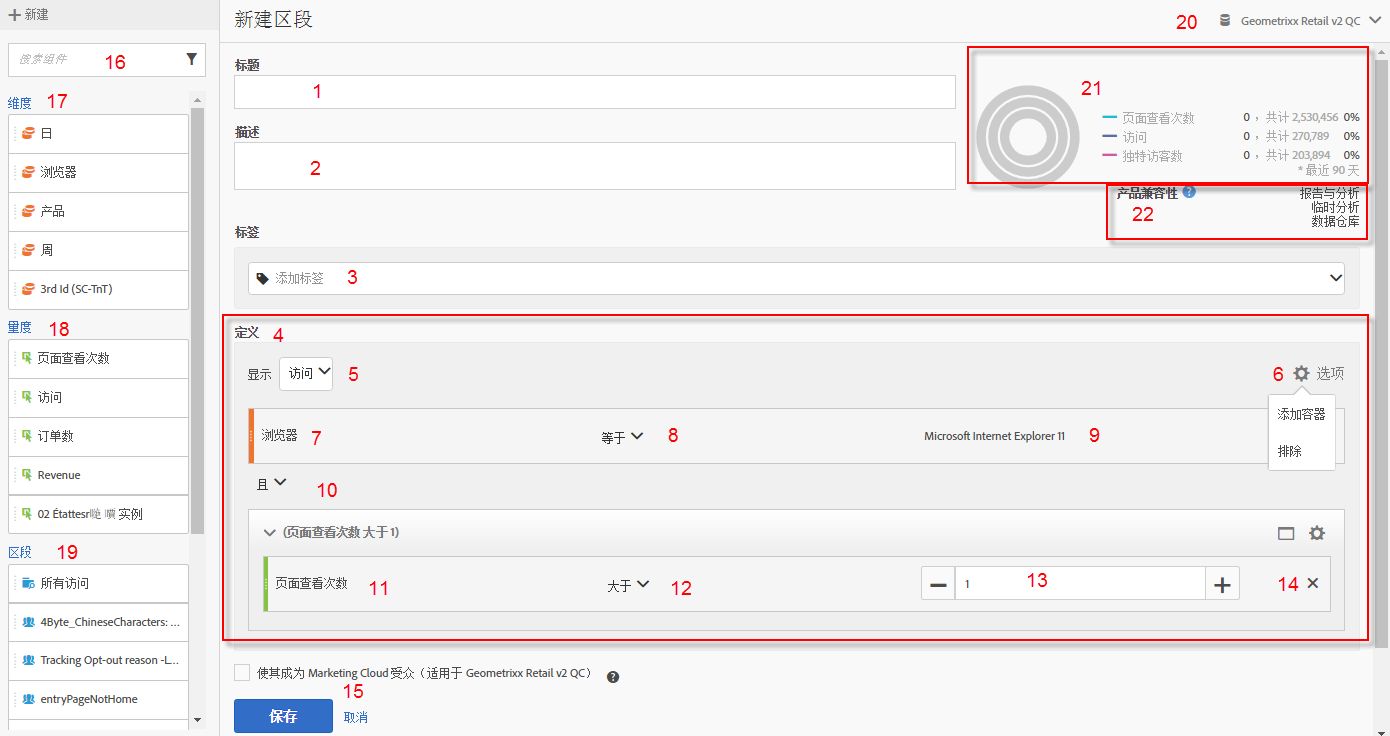 新建
搜索组件 16
维度 17
日
浏览器
产品
周
3rd Id (SC-TnT)
量度 18
页面查看次数
访问
订单数
Revenue
02 Étattesr 实例
区段 19
所有访问
4Byte_ChineseCharacters: ...
Tracking Opt-out reason -L...
entryPageNotHome
新建区段
20 Geometrixx Retail v2 QC
标题
1
描述
2
21
页面查看次数 0 ，共计 2,530,456 0%
访问 0 ，共计 270,789 0%
独特访客数 0 ，共计 203,894 0%
* 最近 90 天
产品兼容性 ? 报告与分析
22 临时分析
数据仓库
标签
添加标签 3
定义 4
显示 访问 5 6 选项
添加容器
排除
浏览器 7 等于 8 Microsoft Internet Explorer 11 9
且 10
(页面查看次数 大于 1)
页面查看次数 11 大于 12 1 13 14
使其成为 Marketing Cloud 受众（适用于 Geometrixx Retail v2 QC） ?
15
保存 取消